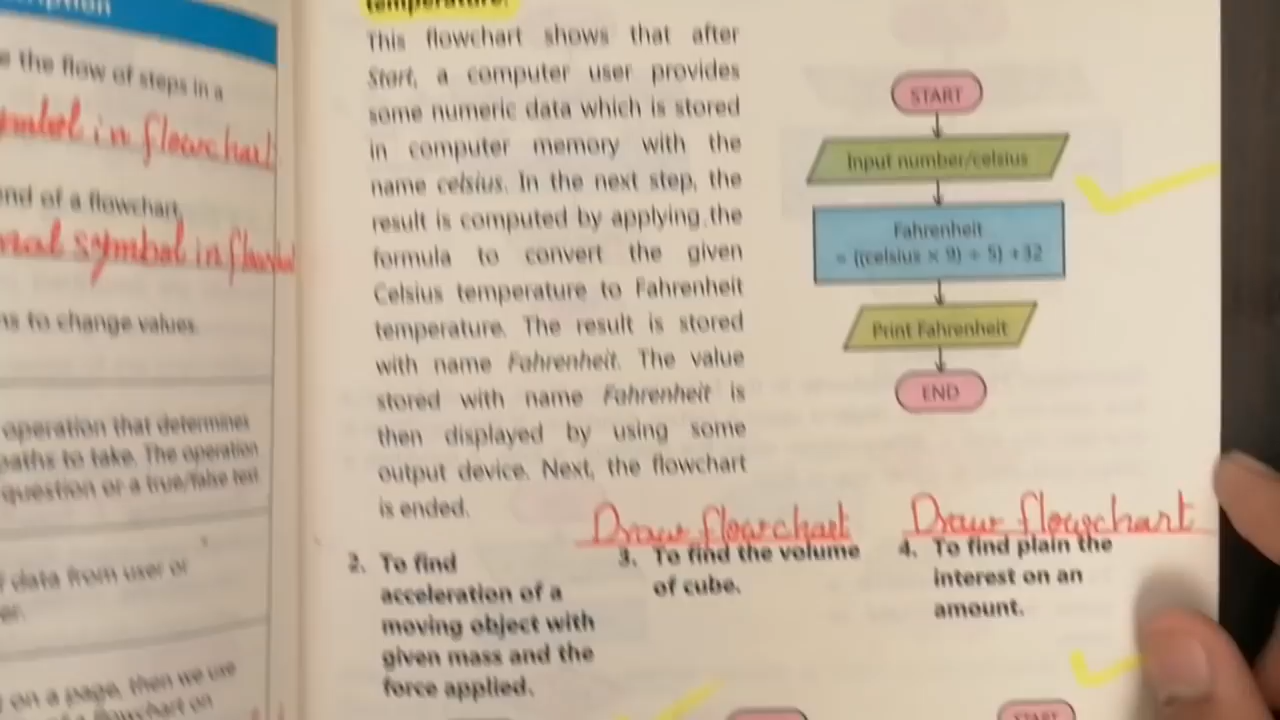 ption
temperature.
e the flow of steps in a
symbol in flowchart
end of a flowchart.
symbol in
ns to change values.
operation that determines
paths to take. The operation
question or a true/false test
data from user or
er.
on a page, then we use
flowchart on
This flowchart shows that after
Start, a computer user provides
some numeric data which is stored
in computer memory with the
name celsius. In the next step, the
result is computed by applying the
formula to convert the given
Celsius temperature to Fahrenheit
temperature. The result is stored
with name Fahrenheit. The value
stored with name Fahrenheit is
then displayed by using some
output device. Next, the flowchart
is ended.
START
Input number/celsius
Fahrenheit
= ((celsius × 9) ÷ 5) +32
Print Fahrenheit
END
Draw flowchart
Draw flowchart
2. To find
acceleration of a
moving object with
given mass and the
force applied.
3. To find the volume
of cube.
4. To find plain the
interest on an
amount.
START